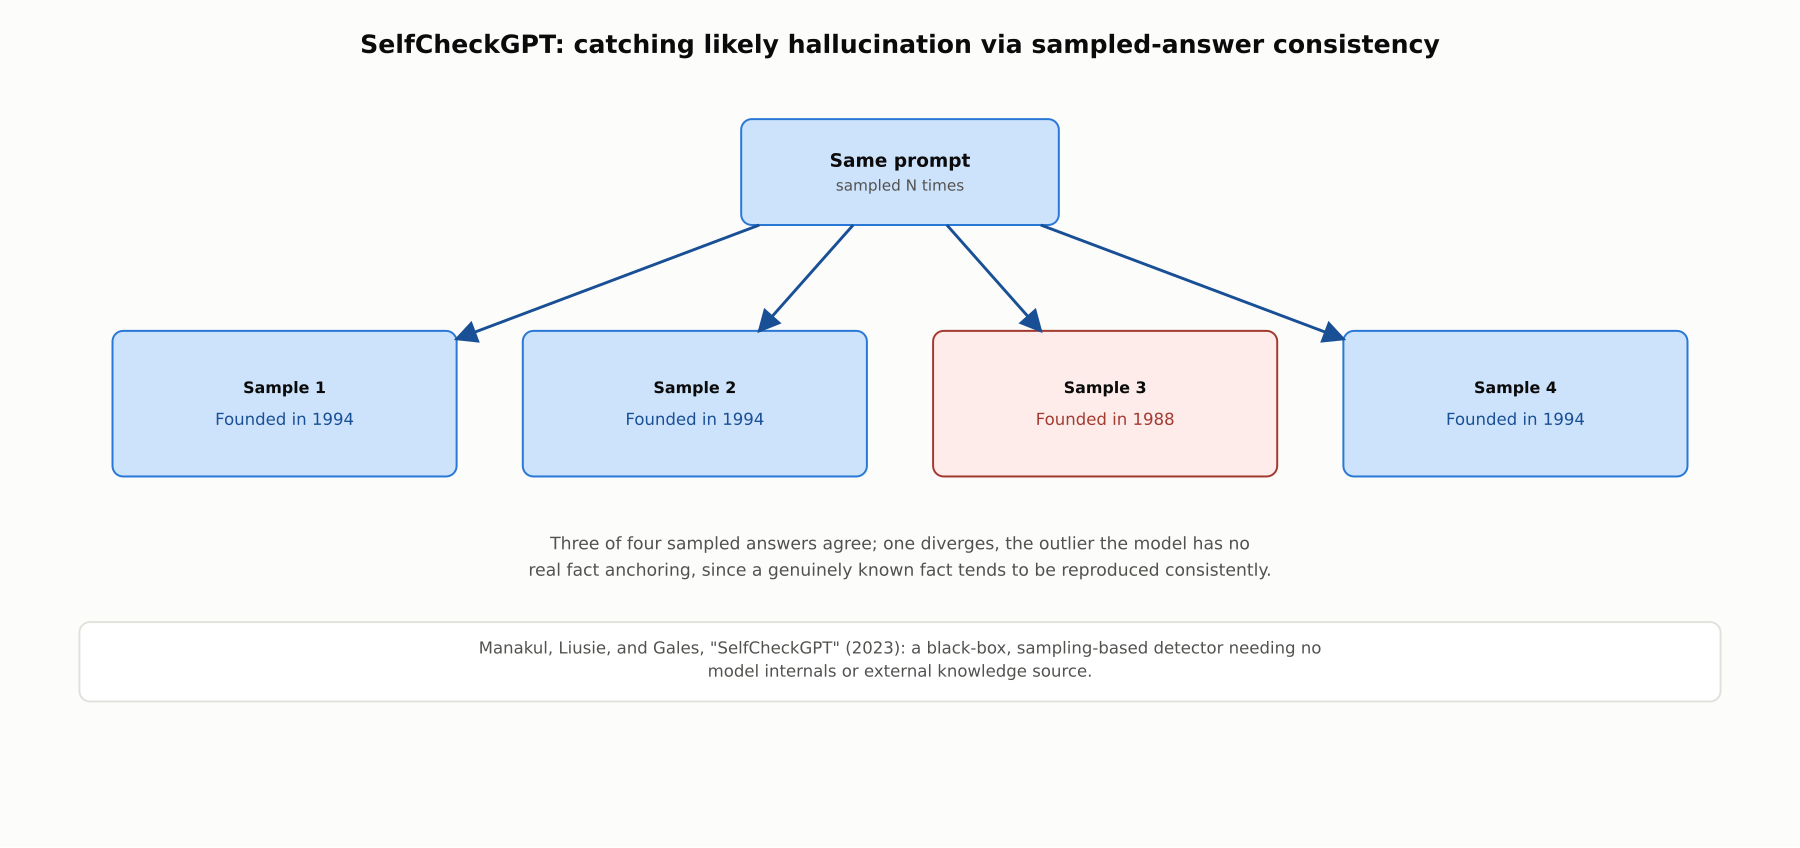 SelfCheckGPT: catching likely hallucination via sampled-answer consistency
Same prompt
sampled N times
Sample 1
Founded in 1994
Sample 2
Founded in 1994
Sample 3
Founded in 1988
Sample 4
Founded in 1994
Three of four sampled answers agree; one diverges, the outlier the model has no
real fact anchoring, since a genuinely known fact tends to be reproduced consistently.
Manakul, Liusie, and Gales, "SelfCheckGPT" (2023): a black-box, sampling-based detector needing no
model internals or external knowledge source.